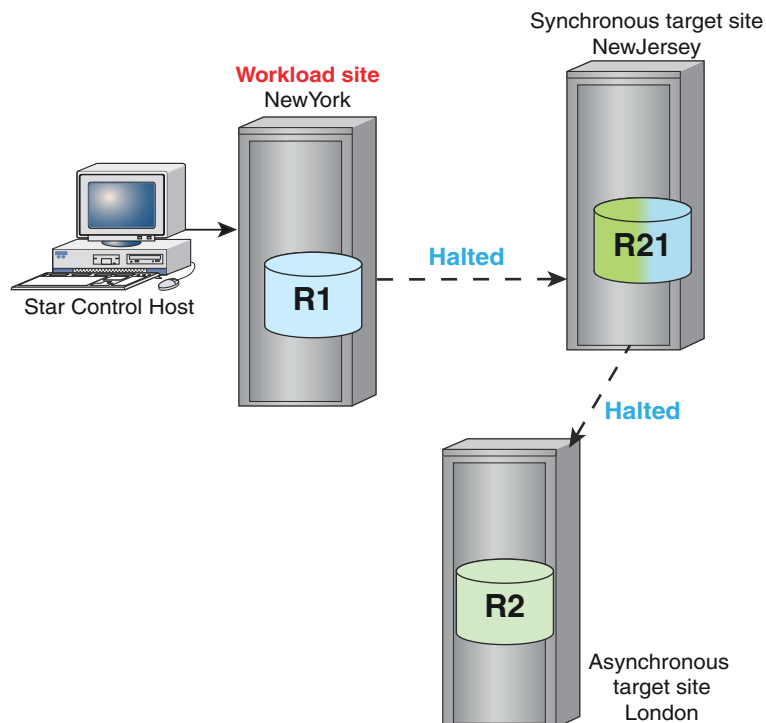 Synchronous target site
NewJersey
Workload site
NewYork
Star Control Host
R1
Halted
R21
Halted
R2
Asynchronous
target site
London